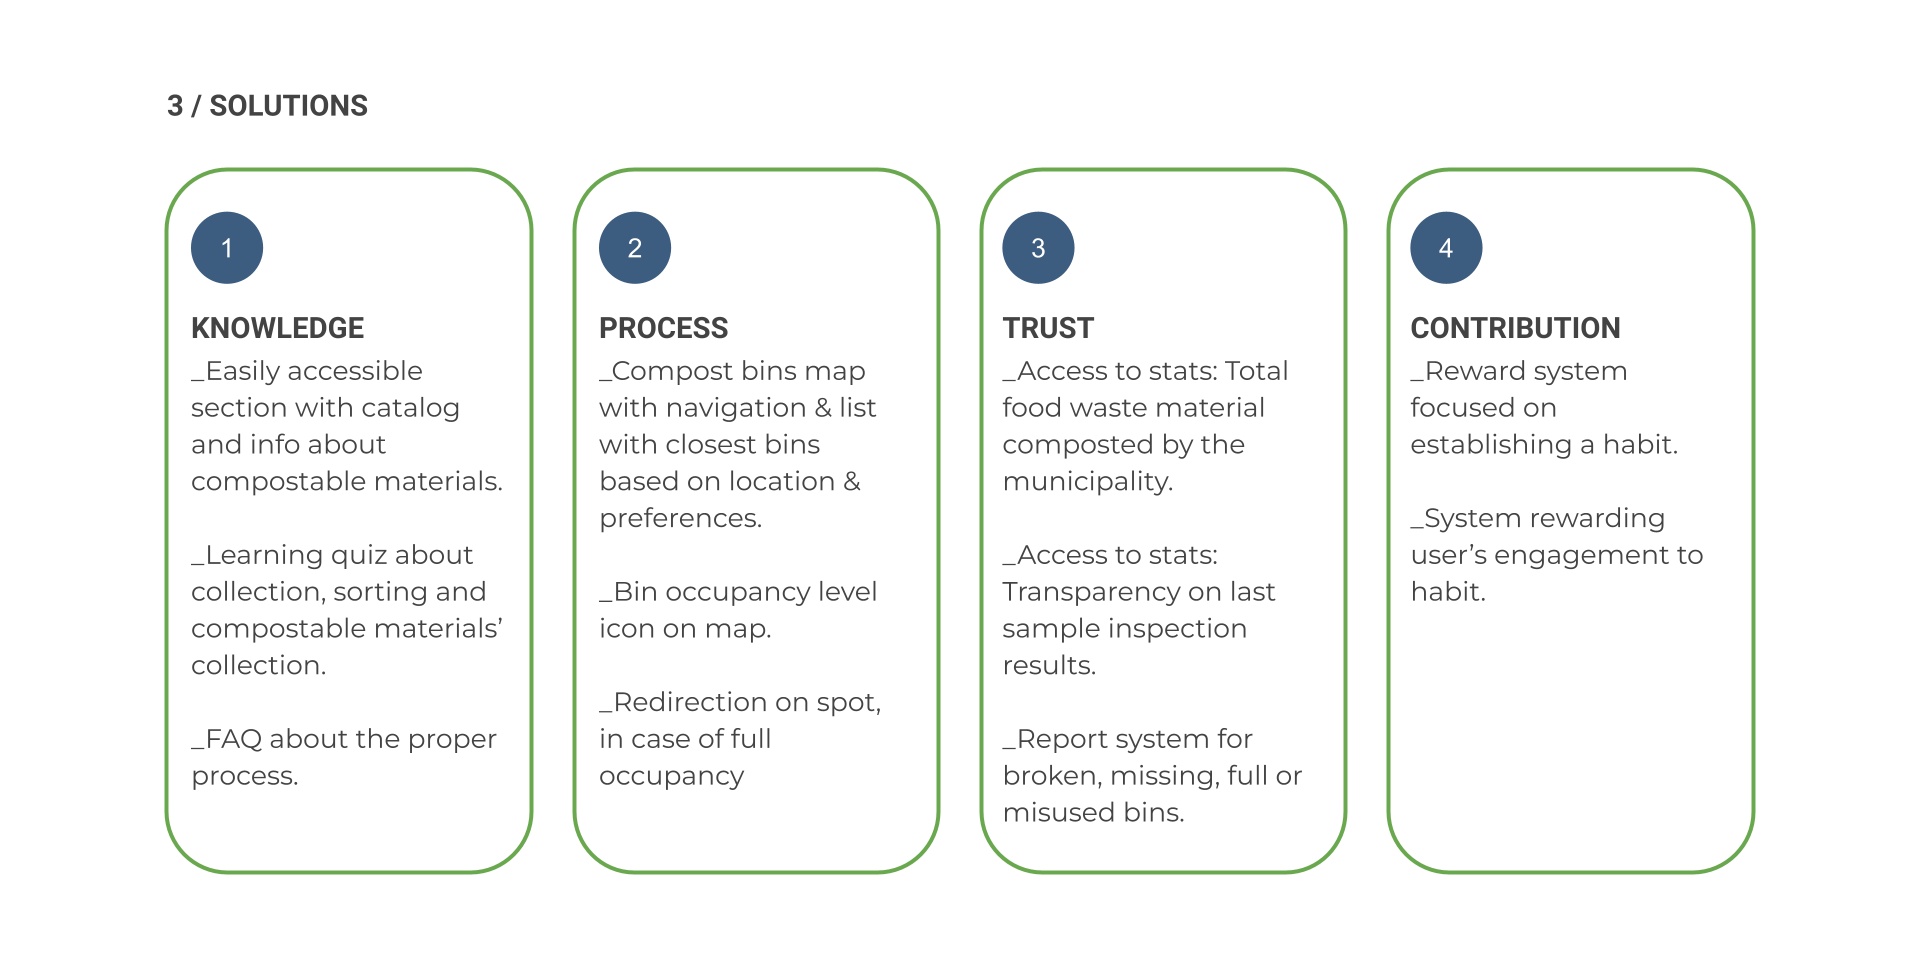 3 / SOLUTIONS
1
KNOWLEDGE
_Easily accessible
section with catalog
and info about
compostable materials.
_Learning quiz about
collection, sorting and
compostable materials’
collection.
_FAQ about the proper
process.
2
PROCESS
_Compost bins map
with navigation & list
with closest bins
based on location &
preferences.
_Bin occupancy level
icon on map.
_Redirection on spot,
in case of full
occupancy
3
TRUST
_Access to stats: Total
food waste material
composted by the
municipality.
_Access to stats:
Transparency on last
sample inspection
results.
_Report system for
broken, missing, full or
misused bins.
4
CONTRIBUTION
_Reward system
focused on
establishing a habit.
_System rewarding
user’s engagement to
habit.